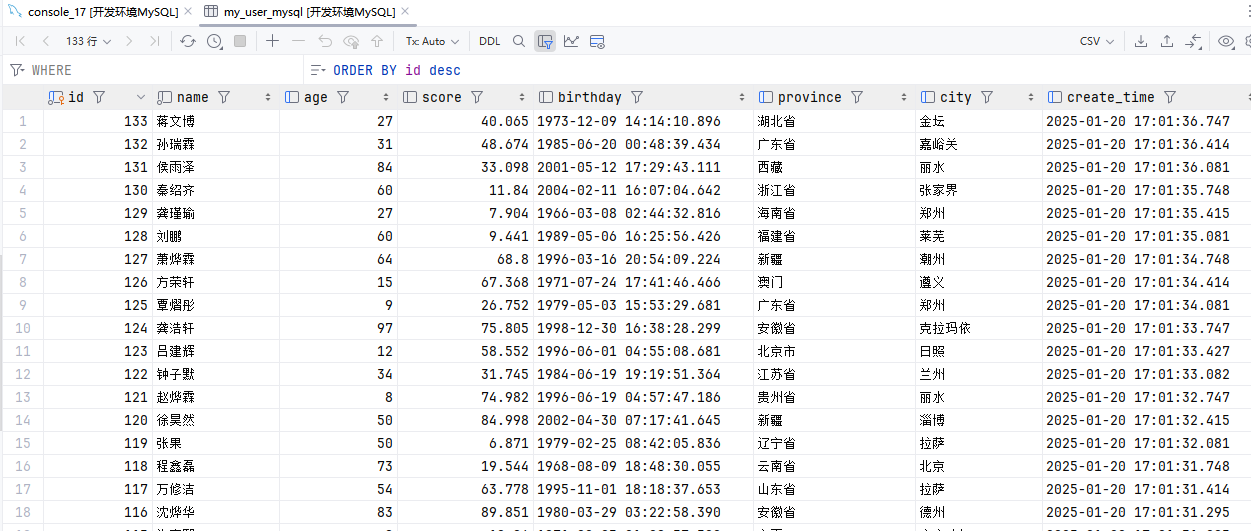 console_17 [开发环境MySQL] my_user_mysql [开发环境MySQL]
133 行 Tx: Auto DDL CSV
WHERE ORDER BY id desc
id name age score birthday province city create_time
1 133 蒋文博 27 40.065 1973-12-09 14:14:10.896 湖北省 金坛 2025-01-20 17:01:36.747
2 132 孙瑞霖 31 48.674 1985-06-20 00:48:39.434 广东省 嘉峪关 2025-01-20 17:01:36.414
3 131 侯雨泽 84 33.098 2001-05-12 17:29:43.111 西藏 丽水 2025-01-20 17:01:36.081
4 130 秦绍齐 60 11.84 2004-02-11 16:07:04.642 浙江省 张家界 2025-01-20 17:01:35.748
5 129 龚瑾瑜 27 7.904 1966-03-08 02:44:32.816 海南省 郑州 2025-01-20 17:01:35.415
6 128 刘鹏 60 9.441 1989-05-06 16:25:56.426 福建省 莱芜 2025-01-20 17:01:35.081
7 127 萧烨霖 64 68.8 1996-03-16 20:54:09.224 新疆 潮州 2025-01-20 17:01:34.748
8 126 方荣轩 15 67.368 1971-07-24 17:41:46.466 澳门 遵义 2025-01-20 17:01:34.414
9 125 覃熠彤 9 26.752 1979-05-03 15:53:29.681 广东省 郑州 2025-01-20 17:01:34.081
10 124 龚浩轩 97 75.805 1998-12-30 16:38:28.299 安徽省 克拉玛依 2025-01-20 17:01:33.747
11 123 吕建辉 12 58.552 1996-06-01 04:55:08.681 北京市 日照 2025-01-20 17:01:33.427
12 122 钟子默 34 31.745 1984-06-19 19:19:51.364 江苏省 兰州 2025-01-20 17:01:33.082
13 121 赵烨霖 8 74.982 1996-06-19 04:57:47.186 贵州省 丽水 2025-01-20 17:01:32.747
14 120 徐昊然 50 84.998 2002-04-30 07:17:41.645 新疆 淄博 2025-01-20 17:01:32.415
15 119 张果 50 6.871 1979-02-25 08:42:05.836 辽宁省 拉萨 2025-01-20 17:01:32.081
16 118 程鑫磊 73 19.544 1968-08-09 18:48:30.055 云南省 北京 2025-01-20 17:01:31.748
17 117 万修洁 54 63.778 1995-11-01 18:18:37.653 山东省 拉萨 2025-01-20 17:01:31.414
18 116 沈烨华 83 89.851 1980-03-29 03:22:58.390 安徽省 德州 2025-01-20 17:01:31.295